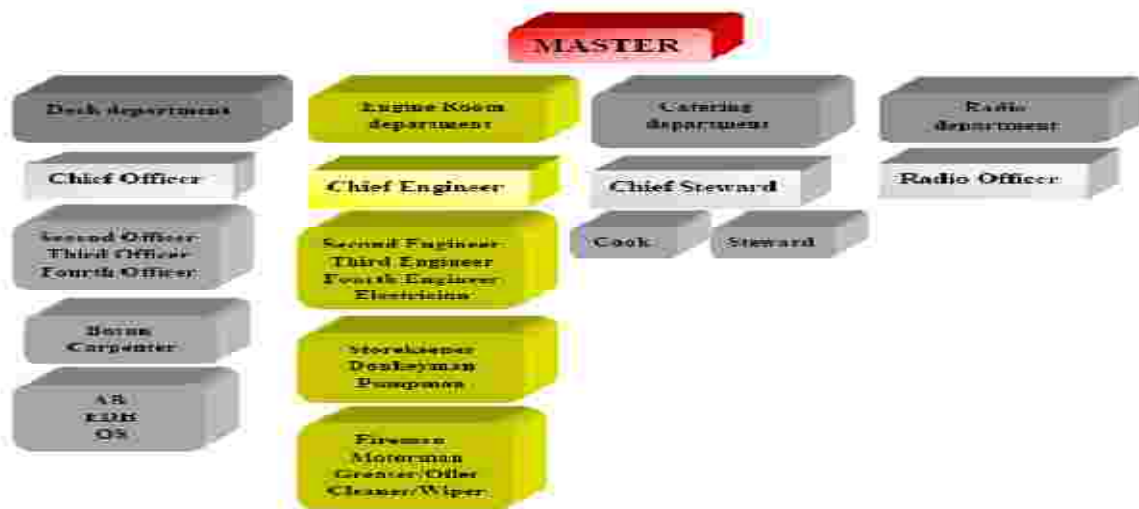 MASTER
Deck department
Engine Room
department
Catering
department
Radio
department
Chief Officer
Chief Engineer
Chief Steward
Radio Officer
Second Officer
Third Officer
Fourth Officer
Second Engineer
Third Engineer
Fourth Engineer
Electrician
Cook
Steward
Bosun
Carpenter
Storekeeper
Donkeyman
Pumpman
AB
EDH
OS
Fireman
Motorman
Greaser/Oiler
Cleaner/Wiper